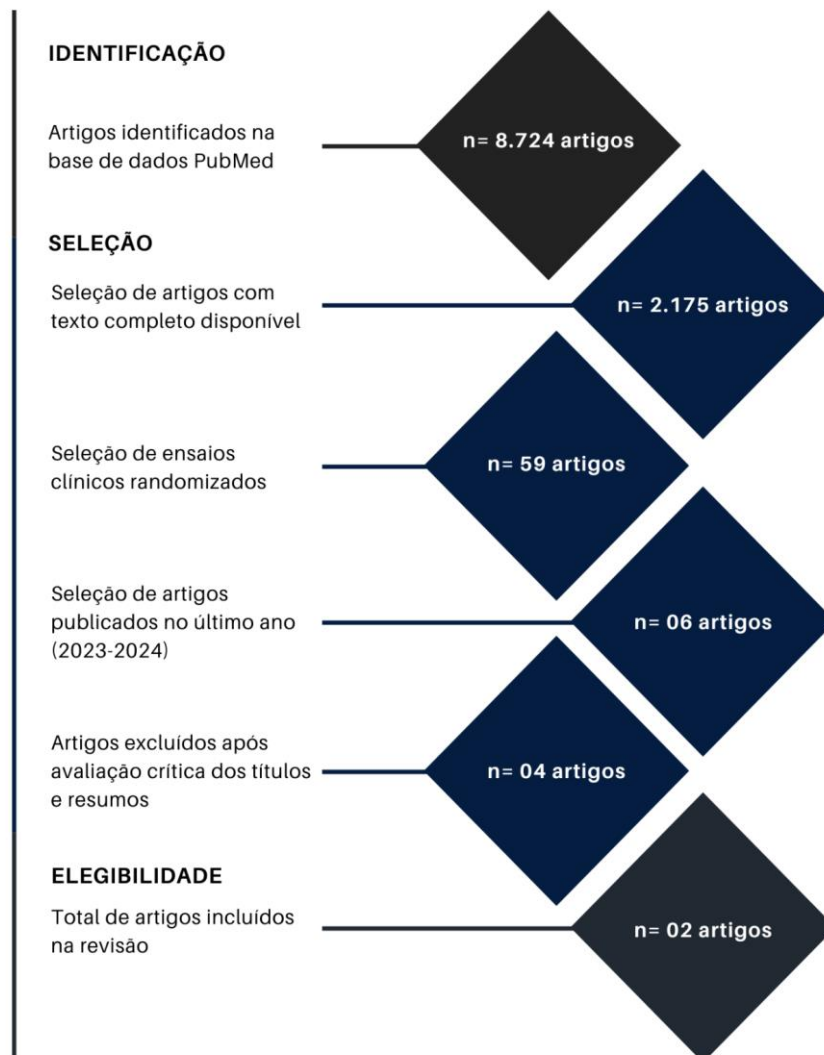 IDENTIFICAÇÃO
Artigos identificados na
base de dados PubMed
n= 8.724 artigos
SELEÇÃO
Seleção de artigos com
texto completo disponível
n= 2.175 artigos
Seleção de ensaios
clínicos randomizados
n= 59 artigos
Seleção de artigos
publicados no último ano
(2023-2024)
n= 06 artigos
Artigos excluídos após
avaliação crítica dos títulos
e resumos
n= 04 artigos
ELEGIBILIDADE
Total de artigos incluídos
na revisão
n= 02 artigos